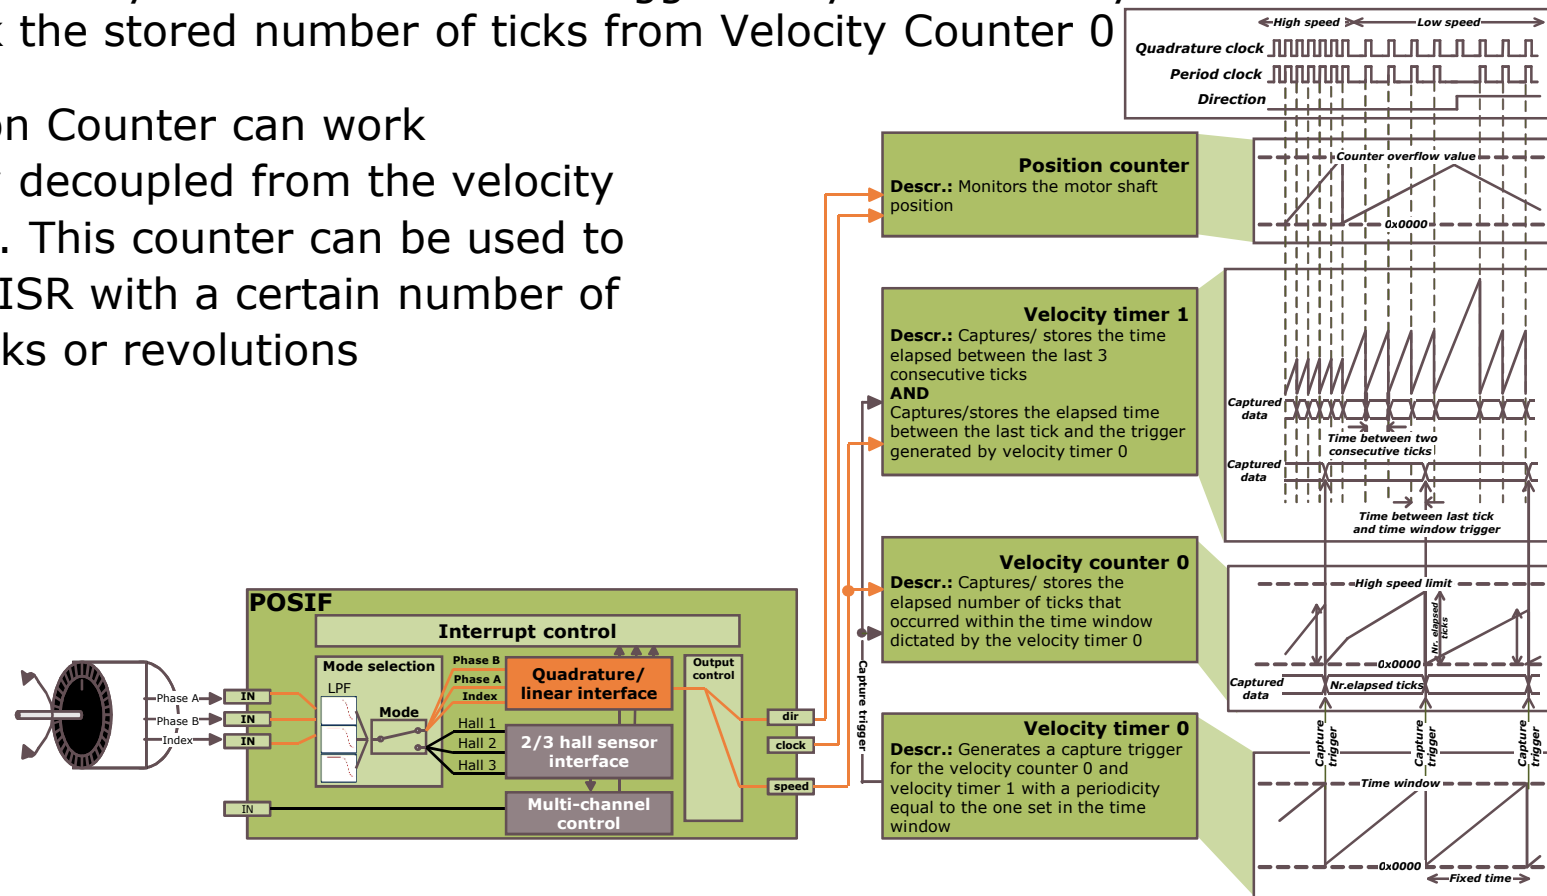 k the stored number of ticks from Velocity Counter 0
on Counter can work
decoupled from the velocity
. This counter can be used to
ISR with a certain number of
ks or revolutions
High speed
Low speed
Quadrature clock
Period clock
Direction
Position counter
Descr.: Monitors the motor shaft
position
Counter overflow value
0x0000
Velocity timer 1
Descr.: Captures/ stores the time
elapsed between the last 3
consecutive ticks
AND
Captures/stores the elapsed time
between the last tick and the trigger
generated by velocity timer 0
Captured
data
Time between two
consecutive ticks
Captured
data
Time between last tick
and time window trigger
Velocity counter 0
Descr.: Captures/ stores the
elapsed number of ticks that
occurred within the time window
dictated by the velocity timer 0
High speed limit
Nr. elapsed
ticks
0x0000
Captured
data
Nr.elapsed ticks
Capture trigger
Velocity timer 0
Descr.: Generates a capture trigger
for the velocity counter 0 and
velocity timer 1 with a periodicity
equal to the one set in the time
window
Capture
trigger
Capture
trigger
Capture
trigger
Time window
0x0000
Fixed time
POSIF
Interrupt control
Mode selection
LPF
Mode
Phase B
Phase A
Index
Hall 1
Hall 2
Hall 3
Quadrature/
linear interface
2/3 hall sensor
interface
Multi-channel
control
Output
control
dir
clock
speed
Phase A
Phase B
Index
IN
IN
IN
IN